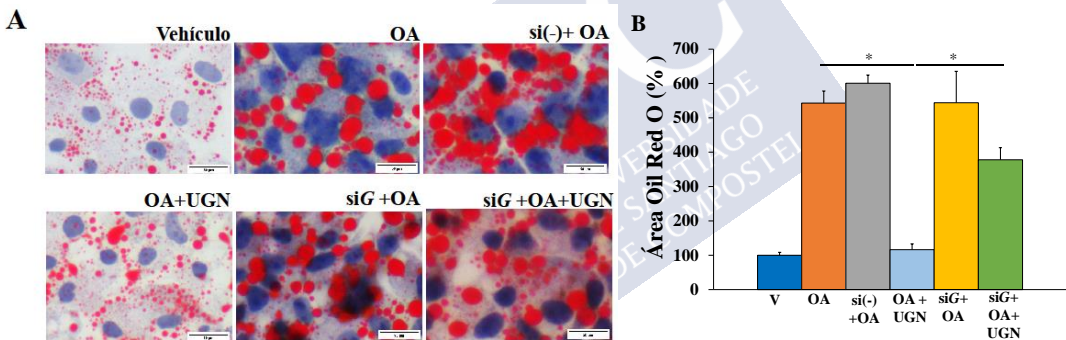 A
Vehículo
OA
si(-)+ OA
OA+UGN
siG +OA
siG +OA+UGN
B
Área Oil Red O (% )
700
600
500
400
300
200
100
0
*
*
V
OA
si(-)
+OA
OA +
UGN
siG+
OA
siG+
OA+
UGN